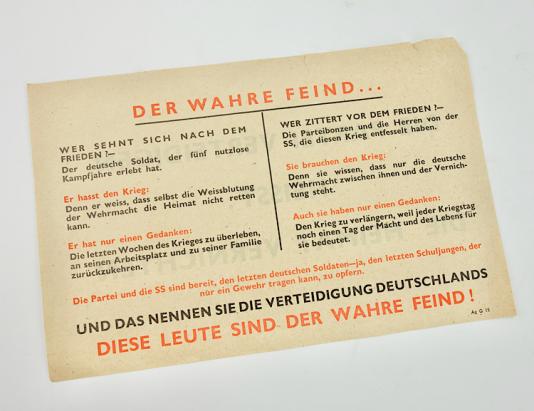 DER WAHRE FEIND...
WER SEHNT SICH NACH DEM
FRIEDEN ?—
Der deutsche Soldat, der fünf nutzlose
Kampfjahre erlebt hat.
Er hasst den Krieg:
Denn er weiss, dass selbst die Weissblutung
der Wehrmacht die Heimat nicht retten
kann.
Er hat nur einen Gedanken:
Die letzten Wochen des Krieges zu überleben,
an seinen Arbeitsplatz und zu seiner Familie
zurückzukehren.
WER ZITTERT VOR DEM FRIEDEN ?—
Die Parteibonzen und die Herren von der
SS, die diesen Krieg entfesselt haben.
Sie brauchen den Krieg:
Denn sie wissen, dass nur die deutsche
Wehrmacht zwischen ihnen und der Vernich-
tung steht.
Auch sie haben nur einen Gedanken:
Den Krieg zu verlängern, weil jeder Kriegstag
noch einen Tag der Macht und des Lebens für
sie bedeutet.
Die Partei und die SS sind bereit, den letzten deutschen Soldaten—ja, den letzten Schuljungen, der
nur ein Gewehr tragen kann, zu opfern.
UND DAS NENNEN SIE DIE VERTEIDIGUNG DEUTSCHLANDS
DIESE LEUTE SIND DER WAHRE FEIND !